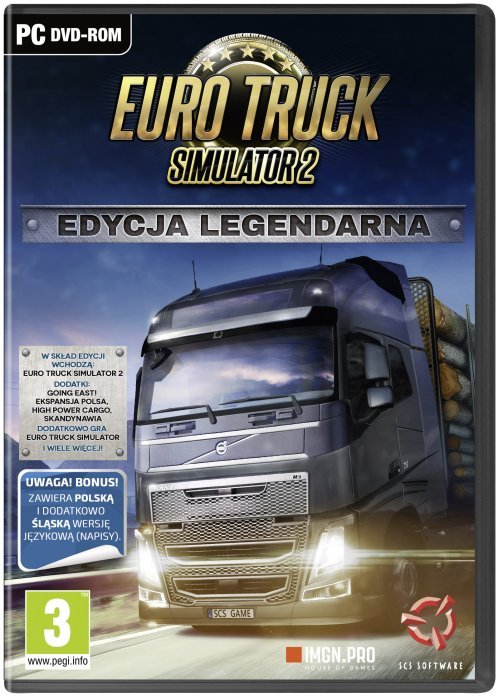 PC DVD-ROM
EURO TRUCK
SIMULATOR 2
EDYCJA LEGENDARNA
W SKŁAD EDYCJI
WCHODZĄ:
EURO TRUCK SIMULATOR 2
DODATKI:
GOING EAST!
EKSPANSJA POLSA,
HIGH POWER CARGO,
SKANDYNAWIA
DODATKOWO GRA
EURO TRUCK SIMULATOR
I WIELE WIĘCEJ!
UWAGA! BONUS!
ZAWIERA POLSKĄ
I DODATKOWO
ŚLĄSKĄ WERSJĘ
JĘZYKOWĄ (NAPISY).
SCS GAME
3
www.pegi.info
IMGN.PRO
HOUSE OF GAMES
SCS SOFTWARE